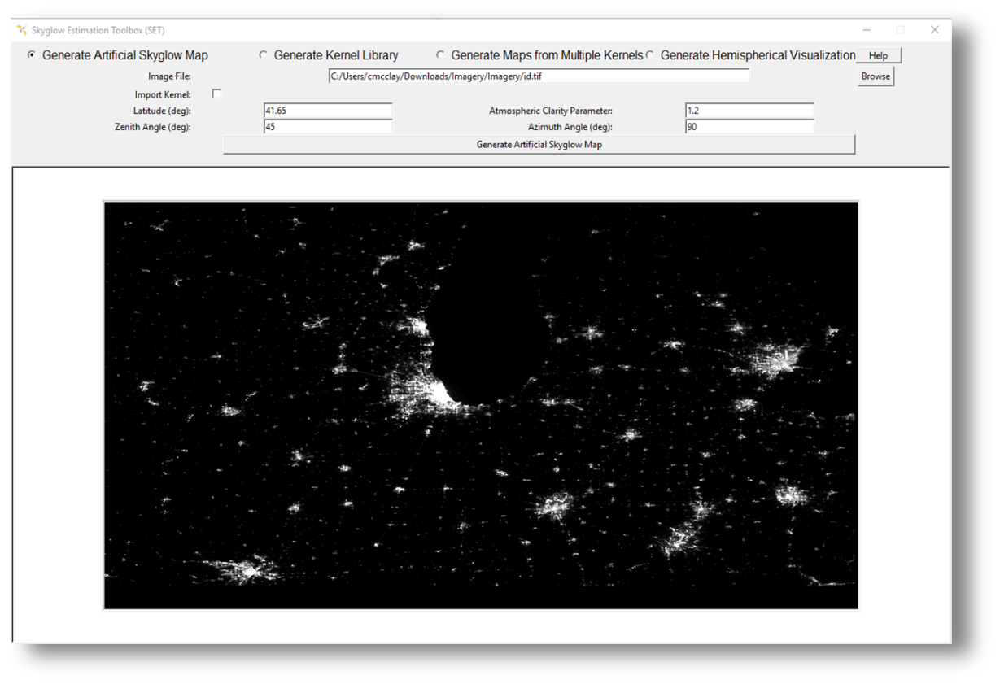 Skyglow Estimation Toolbox (SET)
Generate Artificial Skyglow Map Generate Kernel Library Generate Maps from Multiple Kernels Generate Hemispherical Visualization Help
Image File: C:/Users/cmcclay/Downloads/Imagery/Imagery/id.tif Browse
Import Kernel:
Latitude (deg): 41.65 Atmospheric Clarity Parameter: 1.2
Zenith Angle (deg): 45 Azimuth Angle (deg): 90
Generate Artificial Skyglow Map